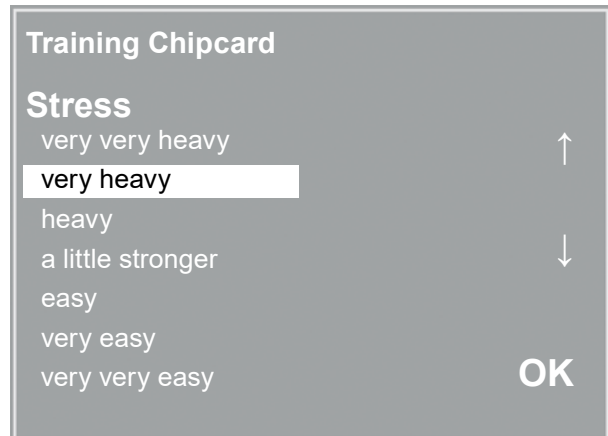 Training Chipcard
Stress
very very heavy
↑
very heavy
heavy
a little stronger
↓
easy
very easy
very very easy
OK